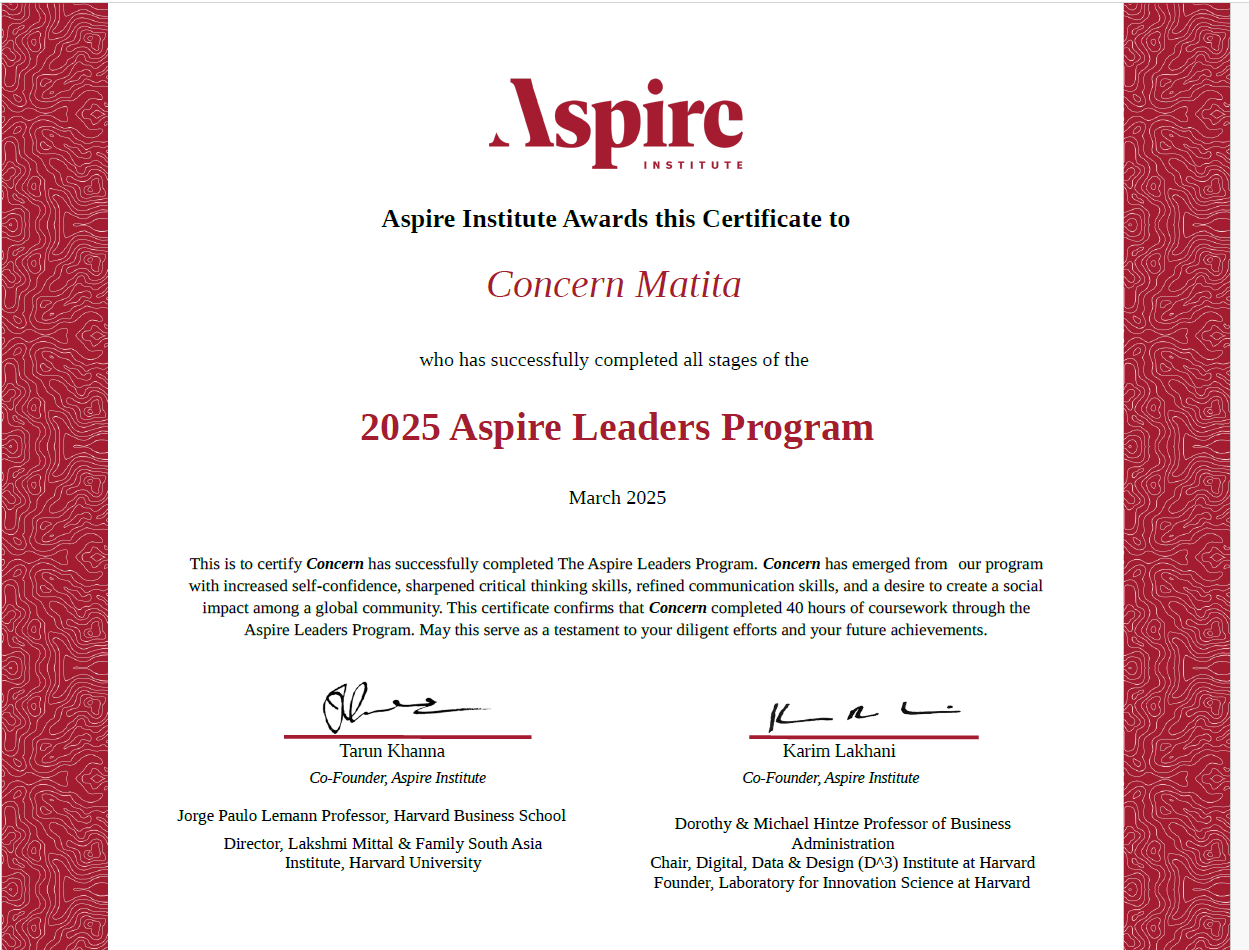 Aspire
INSTITUTE
Aspire Institute Awards this Certificate to
Concern Matita
who has successfully completed all stages of the
2025 Aspire Leaders Program
March 2025
This is to certify Concern has successfully completed The Aspire Leaders Program. Concern has emerged from our program
with increased self-confidence, sharpened critical thinking skills, refined communication skills, and a desire to create a social
impact among a global community. This certificate confirms that Concern completed 40 hours of coursework through the
Aspire Leaders Program. May this serve as a testament to your diligent efforts and your future achievements.
Tarun Khanna
Co-Founder, Aspire Institute
Jorge Paulo Lemann Professor, Harvard Business School
Director, Lakshmi Mittal & Family South Asia
Institute, Harvard University
Karim Lakhani
Co-Founder, Aspire Institute
Dorothy & Michael Hintze Professor of Business
Administration
Chair, Digital, Data & Design (D^3) Institute at Harvard
Founder, Laboratory for Innovation Science at Harvard